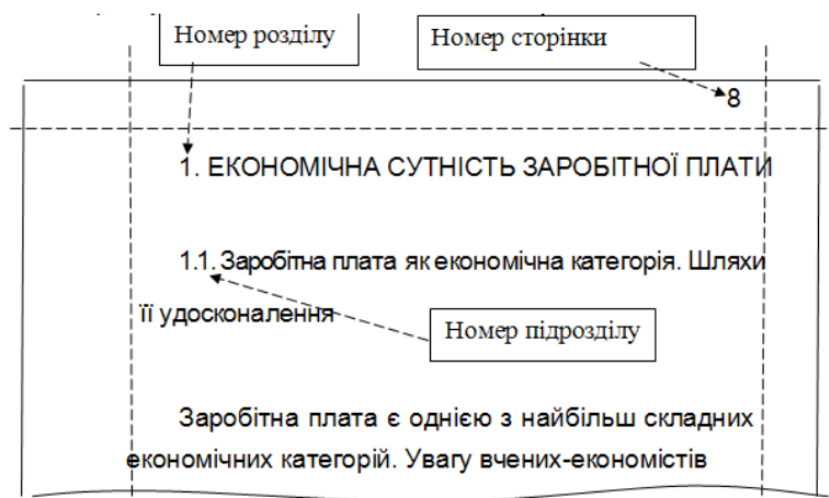 Номер розділу
Номер сторінки
8
1. ЕКОНОМІЧНА СУТНІСТЬ ЗАРОБІТНОЇ ПЛАТИ
1.1. Заробітна плата як економічна категорія. Шляхи
її удосконалення
Номер підрозділу
Заробітна плата є однією з найбільш складних
економічних категорій. Увагу вчених-економістів